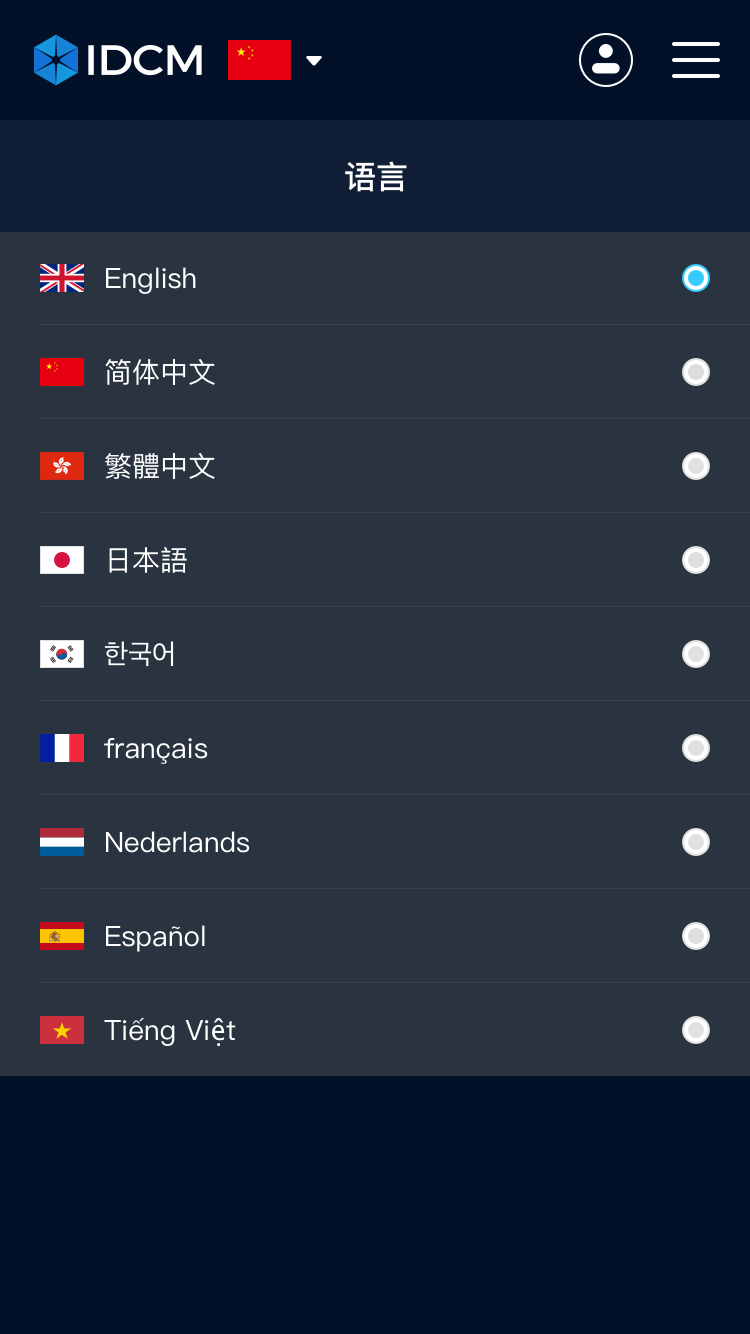 IDCM
语言
English
简体中文
繁體中文
日本語
한국어
français
Nederlands
Español
Tiếng Việt